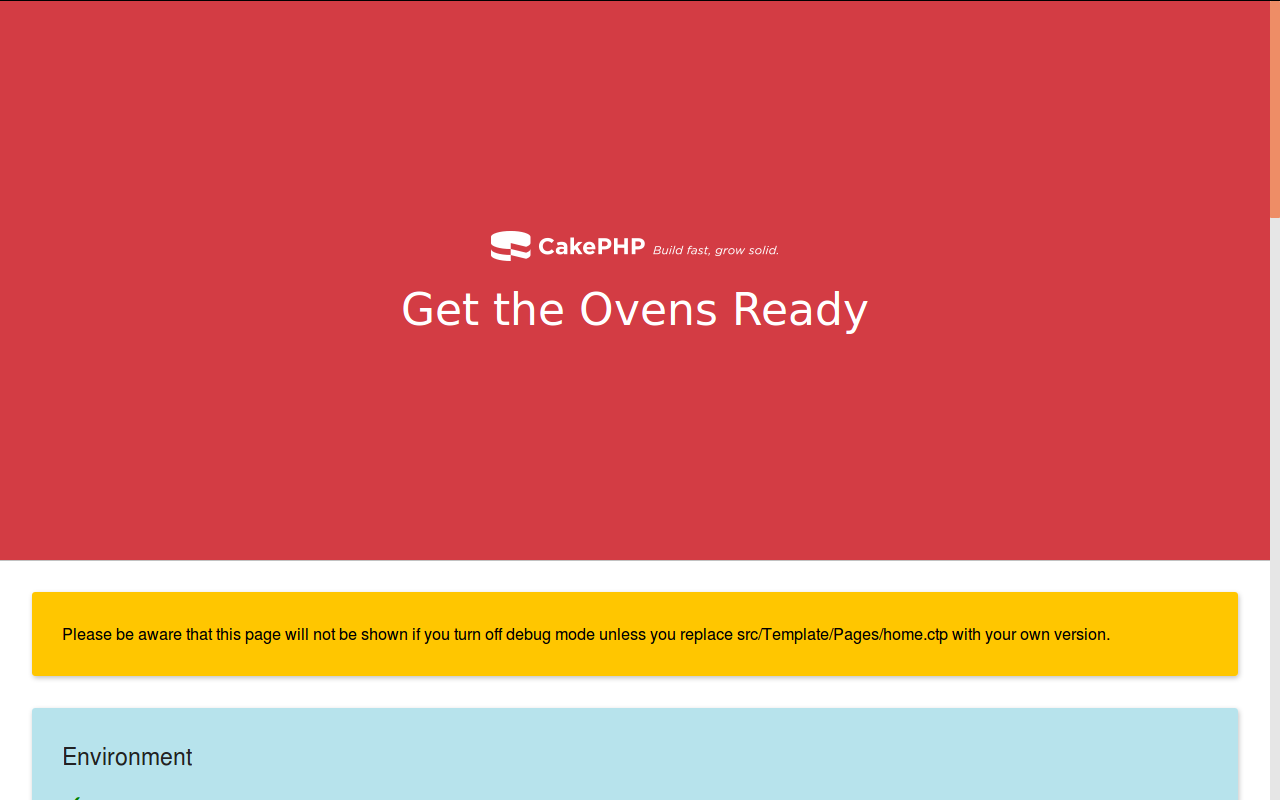 CakePHP Build fast, grow solid.
Get the Ovens Ready
Please be aware that this page will not be shown if you turn off debug mode unless you replace src/Template/Pages/home.ctp with your own version.
Environment